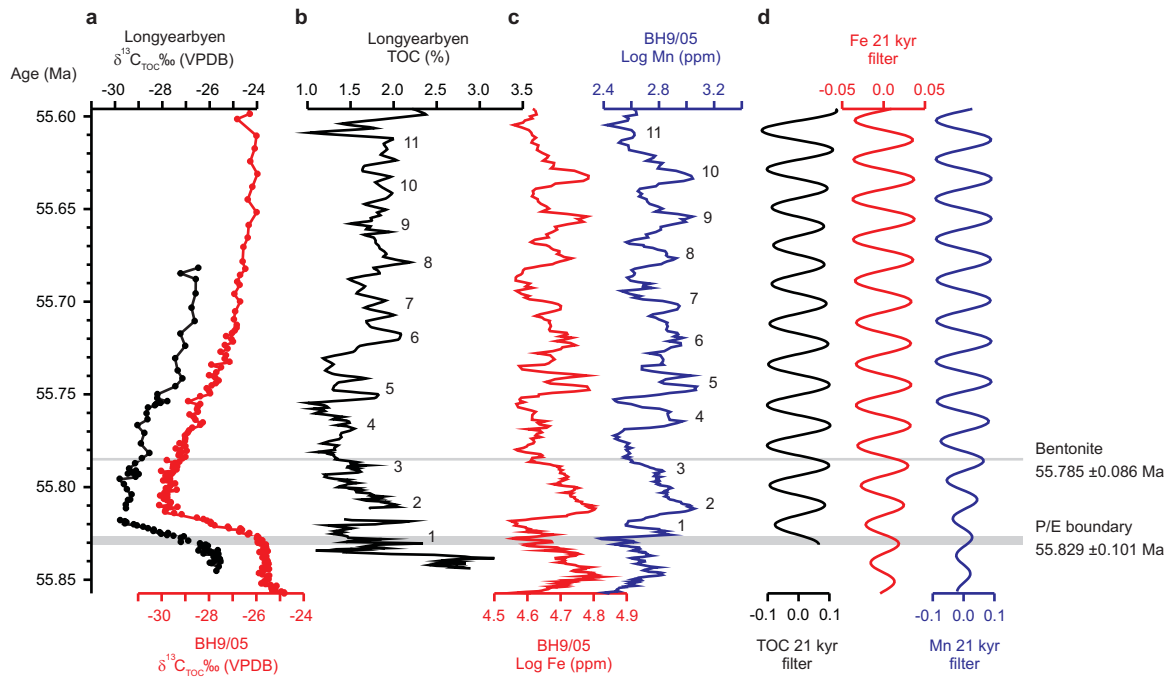 a
b
c
d
Longyearbyen
δ¹³C_TOC‰ (VPDB)
Longyearbyen
TOC (%)
BH9/05
Log Mn (ppm)
Fe 21 kyr
filter
Age (Ma)
-30 -28 -26 -24
1.0 1.5 2.0 2.5 3.0 3.5
2.4 2.8 3.2
-0.05 0.0 0.05
55.60
55.65
55.70
55.75
55.80
55.85
11
10
9
8
7
6
5
4
3
2
1
11
10
9
8
7
6
5
4
3
2
1
Bentonite
55.785 ±0.086 Ma
P/E boundary
55.829 ±0.101 Ma
-30 -28 -26 -24
BH9/05
δ¹³C_TOC‰ (VPDB)
4.5 4.6 4.7 4.8 4.9
BH9/05
Log Fe (ppm)
-0.1 0.0 0.1
TOC 21 kyr
filter
-0.1 0.0 0.1
Mn 21 kyr
filter